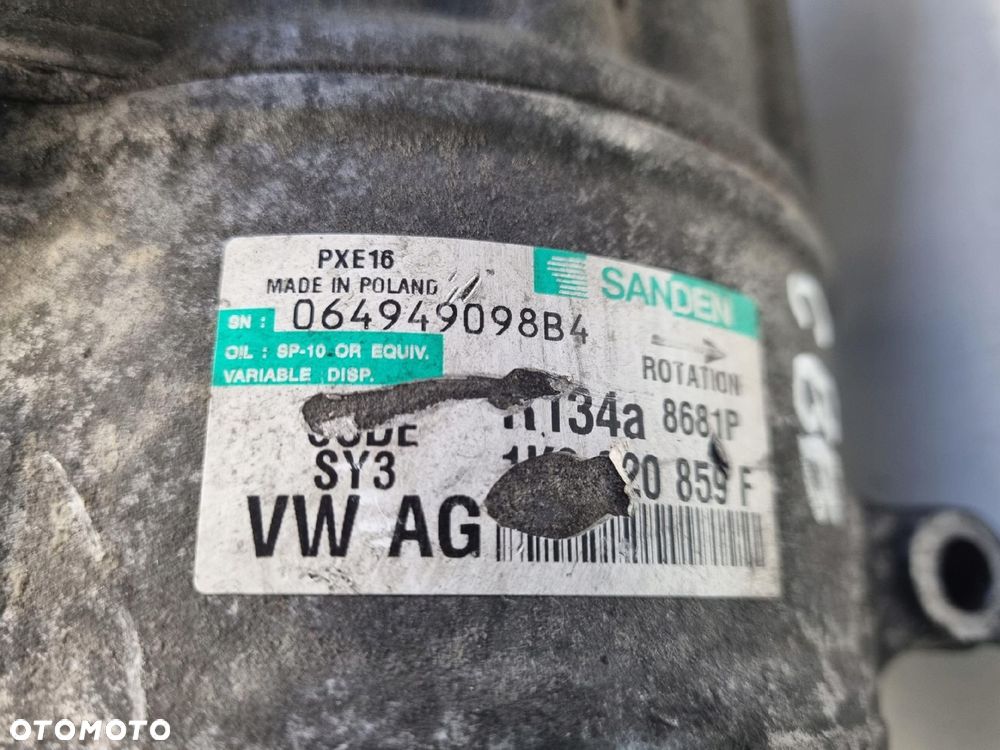 PXE16
MADE IN POLAND
SANDEN
SN : 064949098B4
OIL : SP-10 OR EQUIV.
VARIABLE DISP.
ROTATION
CODE R134a 8681P
SY3 859 F
VW AG
OTOMOTO